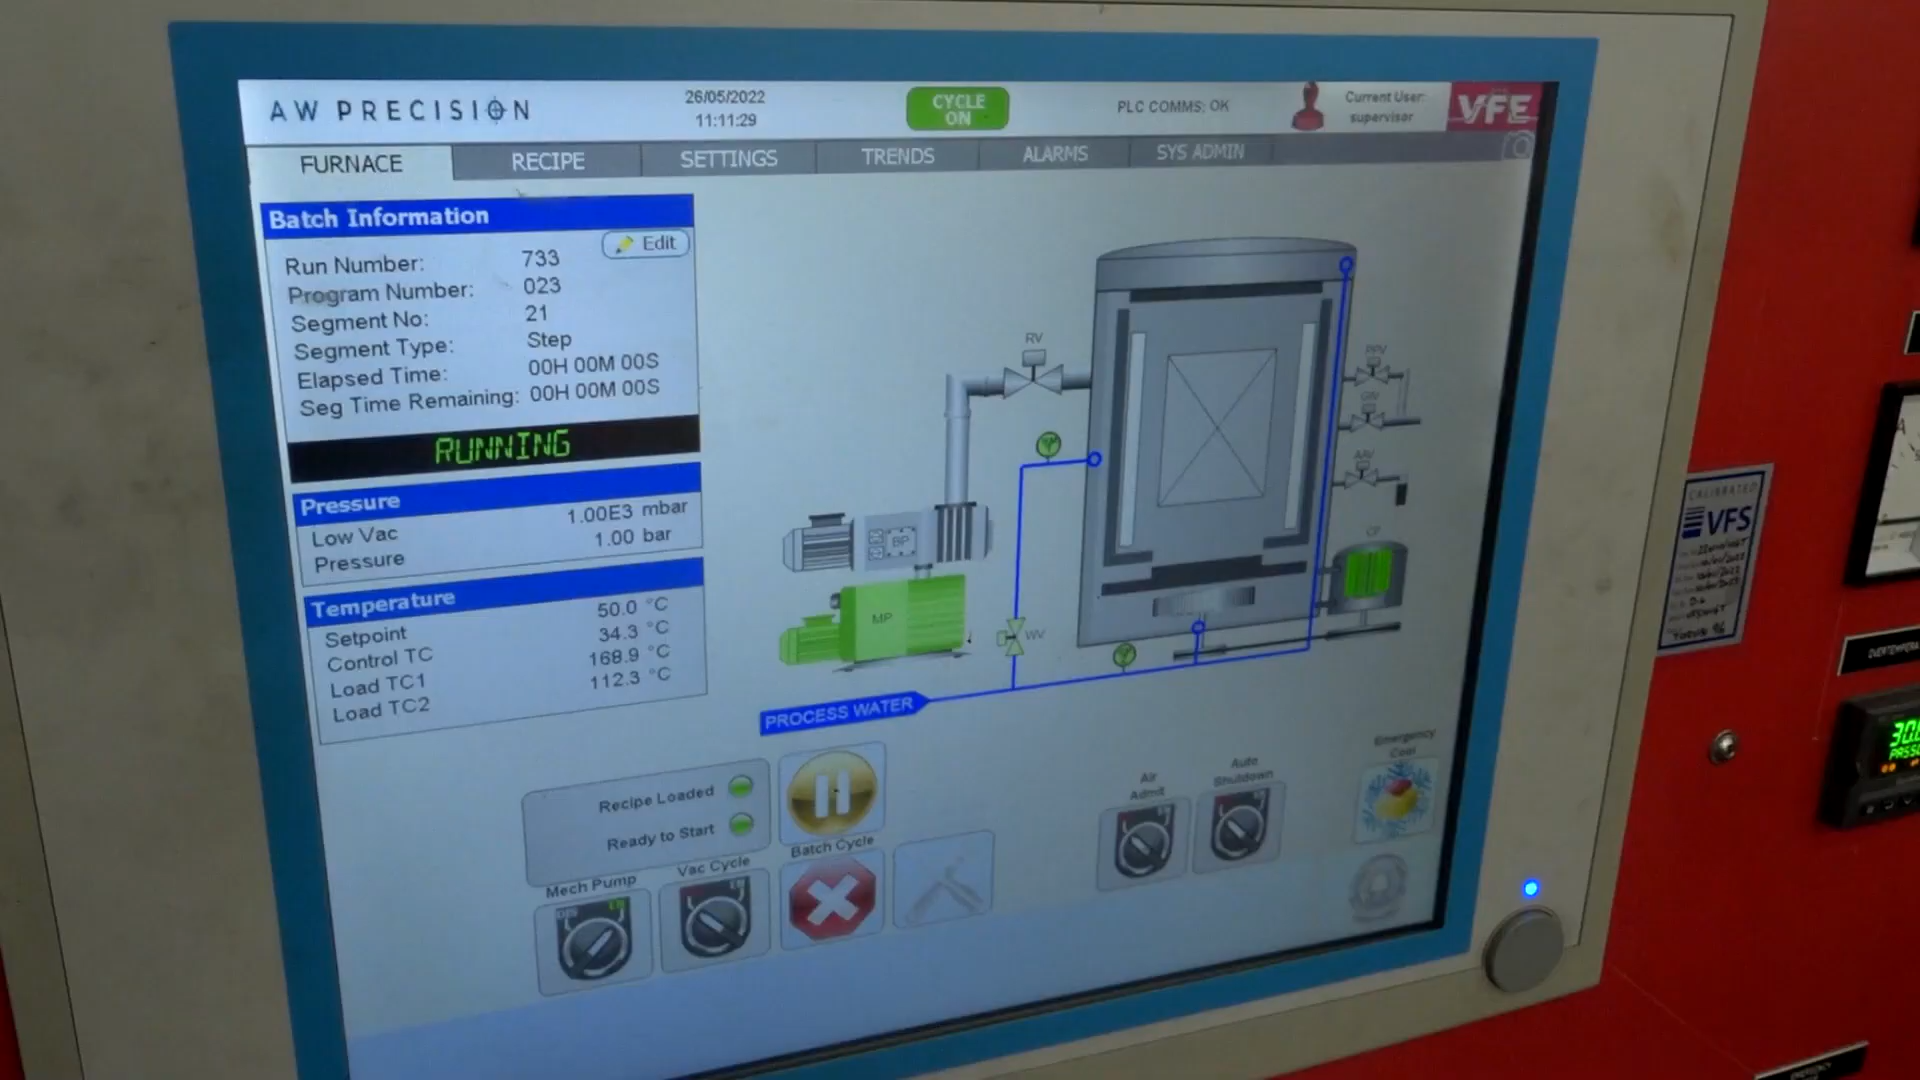 AW PRECISION
26/05/2022
11:11:29
CYCLE
ON
PLC COMMS: OK
Current User:
supervisor
VFE
FURNACE
RECIPE
SETTINGS
TRENDS
ALARMS
SYS ADMIN
Batch Information
Edit
Run Number: 733
Program Number: 023
Segment No: 21
Segment Type: Step
Elapsed Time: 00H 00M 00S
Seg Time Remaining: 00H 00M 00S
RUNNING
Pressure
Low Vac 1.00E3 mbar
Pressure 1.00 bar
Temperature
Setpoint 50.0 °C
Control TC 34.3 °C
Load TC1 168.9 °C
Load TC2 112.3 °C
RV
PPV
AAV
CF
BP
MP
WV
PROCESS WATER
Recipe Loaded
Ready to Start
Batch Cycle
Mech Pump
Vac Cycle
Air
Admit
Auto
Shutdown
Emergency
Cool
CALIBRATED
VFS